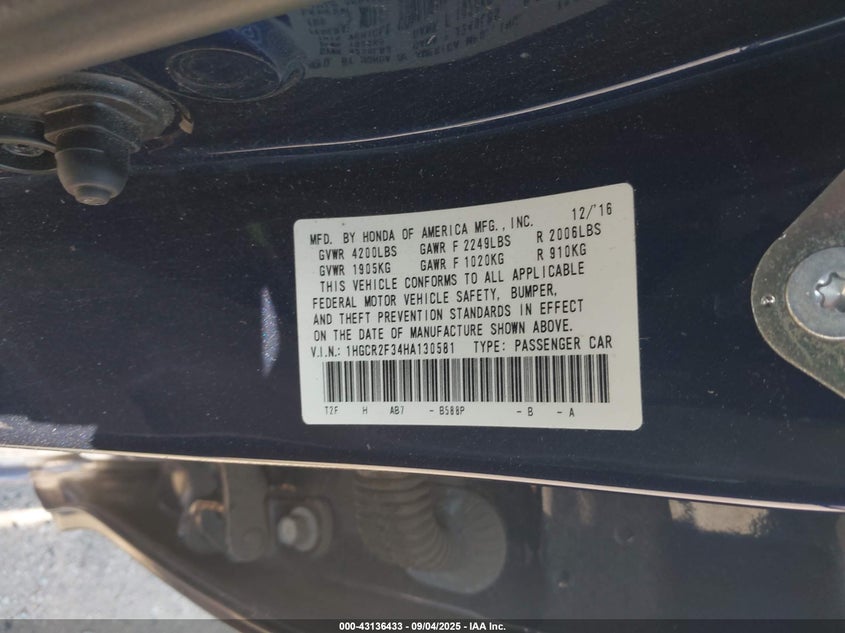 MFD. BY HONDA OF AMERICA MFG., INC. 12/'16
GVWR 4200LBS GAWR F 2249LBS R 2006LBS
GVWR 1905KG GAWR F 1020KG R 910KG
THIS VEHICLE CONFORMS TO ALL APPLICABLE
FEDERAL MOTOR VEHICLE SAFETY, BUMPER,
AND THEFT PREVENTION STANDARDS IN EFFECT
ON THE DATE OF MANUFACTURE SHOWN ABOVE.
V.I.N.: 1HGCR2F34HA130581 TYPE: PASSENGER CAR
T2F H AB7 - B588P - B - A
000-43136433 - 09/04/2025 - IAA Inc.